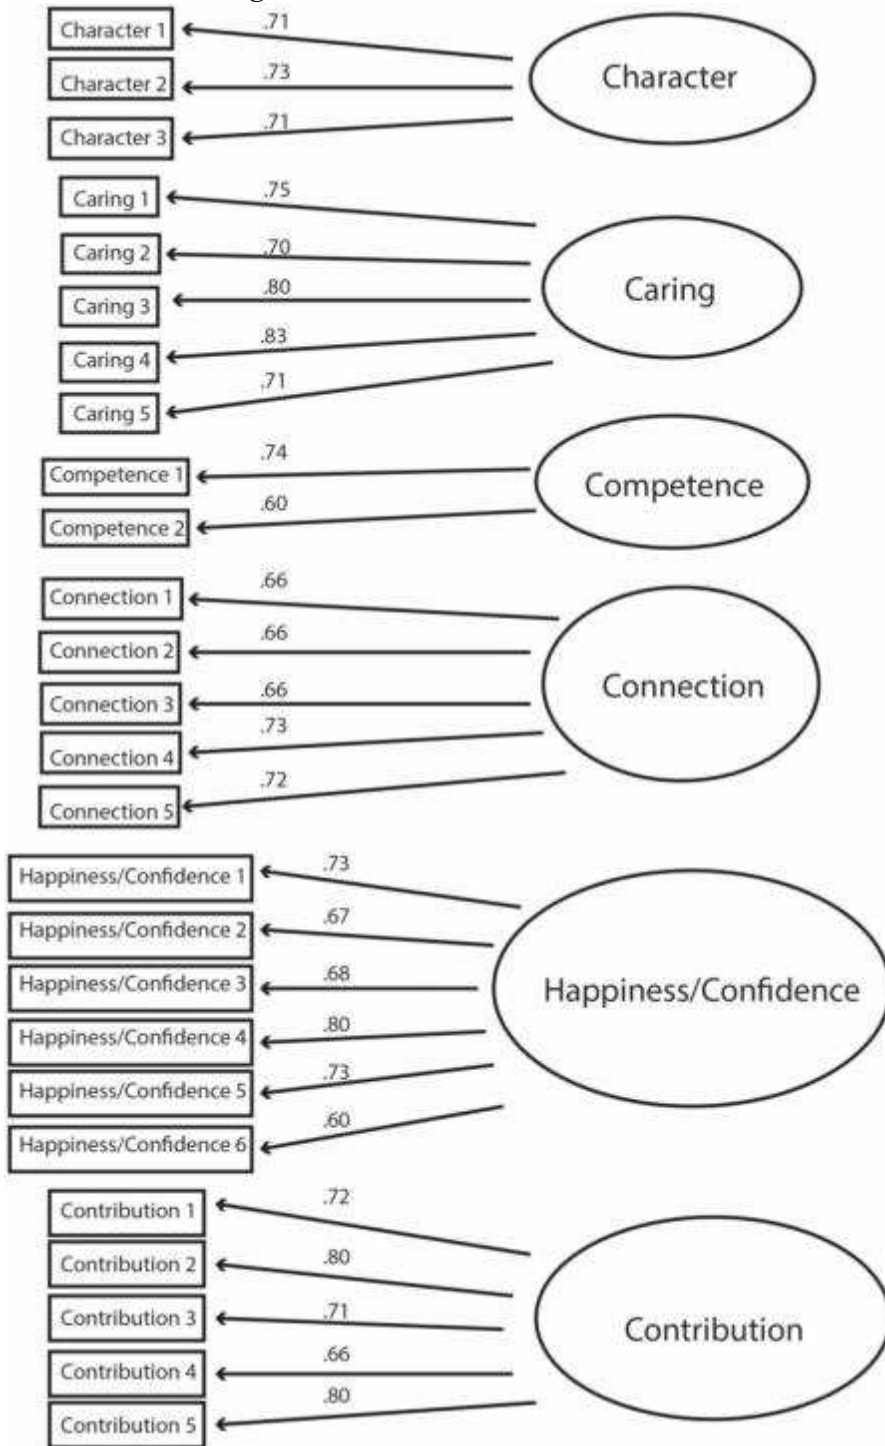 Character 1
.71
Character 2
.73
Character 3
.71
Character
Caring 1
.75
Caring 2
.70
Caring 3
.80
Caring 4
.83
Caring 5
.71
Caring
Competence 1
.74
Competence 2
.60
Competence
Connection 1
.66
Connection 2
.66
Connection 3
.66
Connection 4
.73
Connection 5
.72
Connection
Happiness/Confidence 1
.73
Happiness/Confidence 2
.67
Happiness/Confidence 3
.68
Happiness/Confidence 4
.80
Happiness/Confidence 5
.73
Happiness/Confidence 6
.60
Happiness/Confidence
Contribution 1
.72
Contribution 2
.80
Contribution 3
.71
Contribution 4
.66
Contribution 5
.80
Contribution